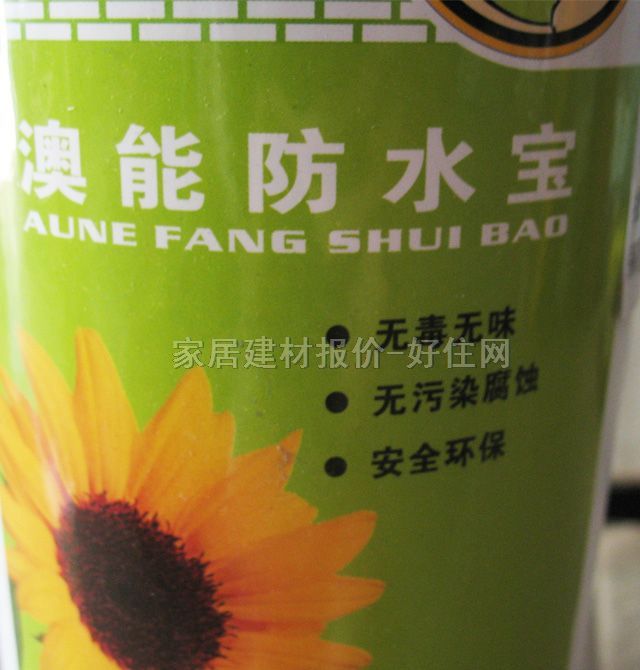 澳能防水宝
AUNE FANG SHUI BAO
●无毒无味
家居建材报价-好住网
●无污染腐蚀
●安全环保